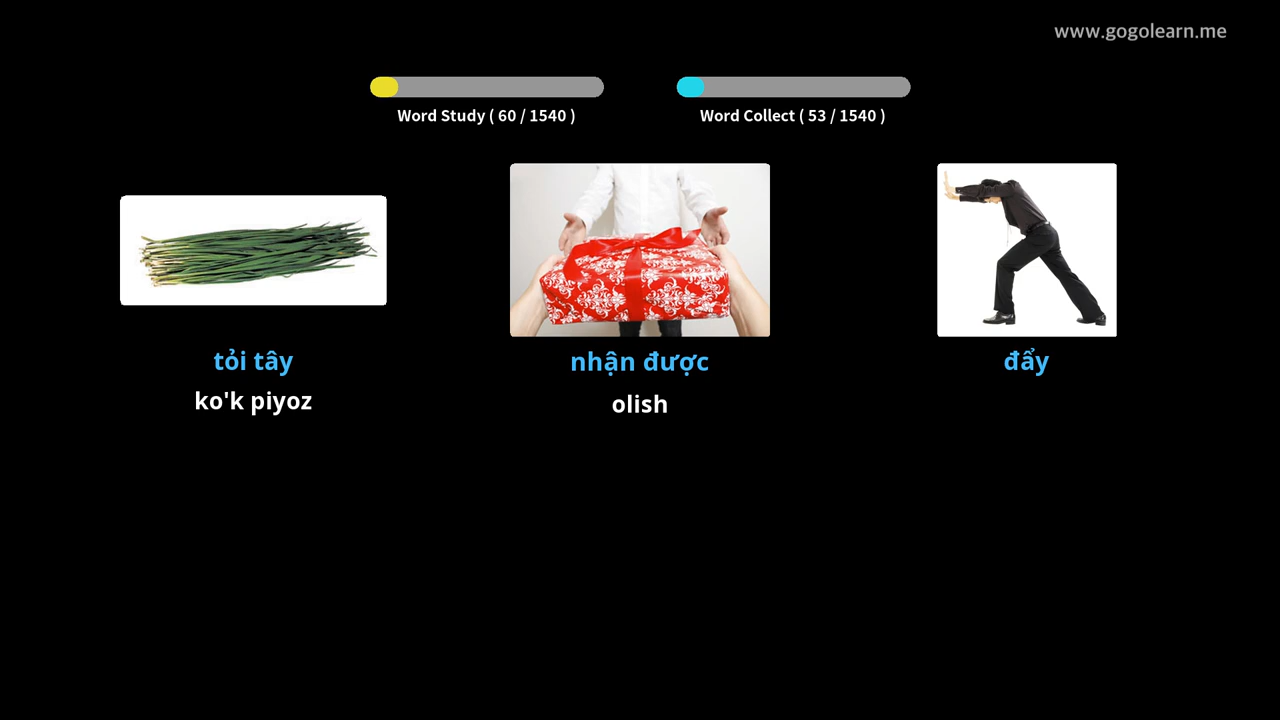 www.gogolearn.me
Word Study ( 60 / 1540 )
Word Collect ( 53 / 1540 )
tỏi tây
nhận được
đẩy
ko'k piyoz
olish